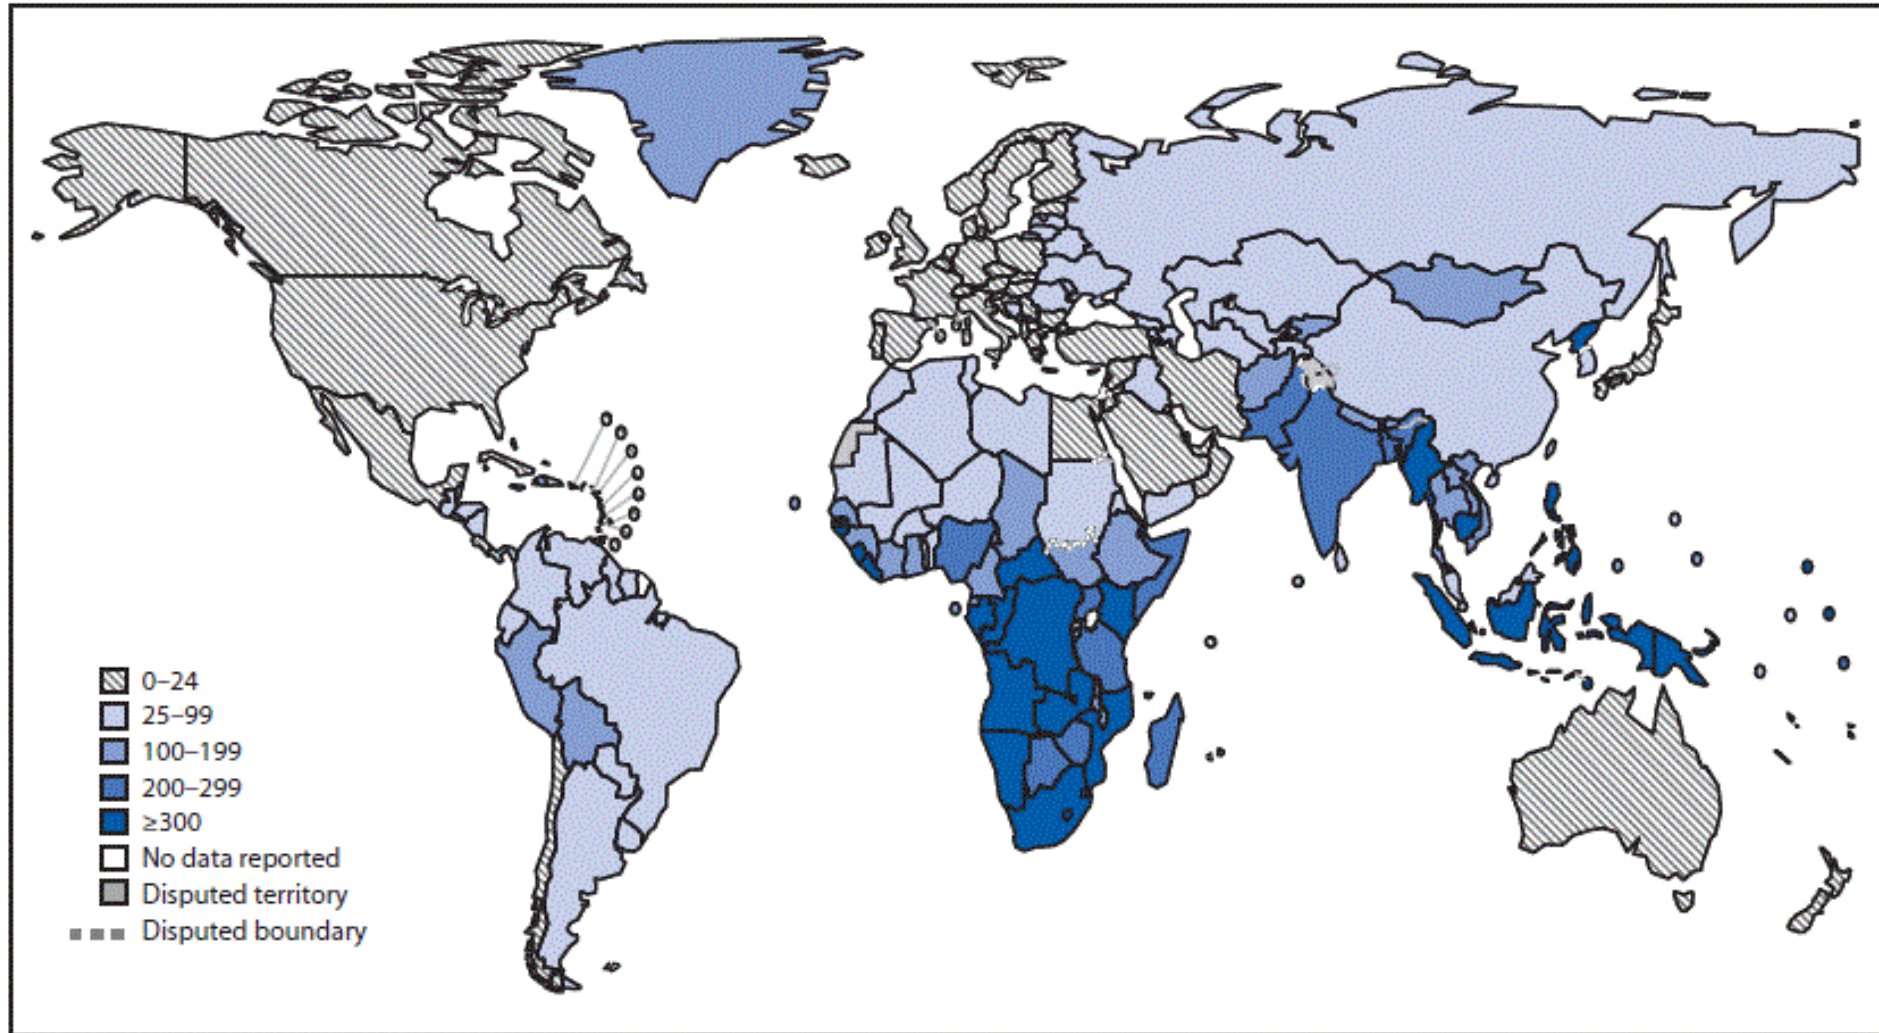 0–24
25–99
100–199
200–299
≥300
No data reported
Disputed territory
Disputed boundary